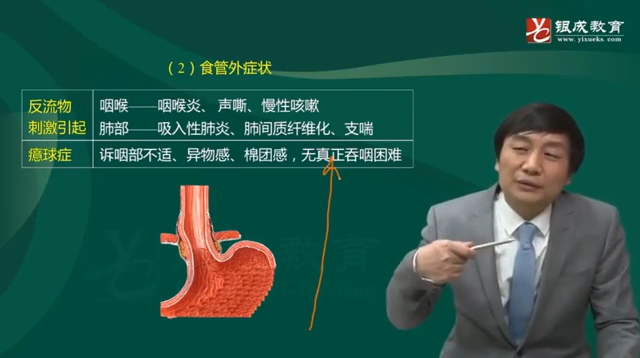 银成教育
www.yixueks.com
（2）食管外症状
反流物
刺激引起
咽喉——咽喉炎、声嘶、慢性咳嗽
肺部——吸入性肺炎、肺间质纤维化、支喘
癔球症
诉咽部不适、异物感、棉团感，无真正吞咽困难